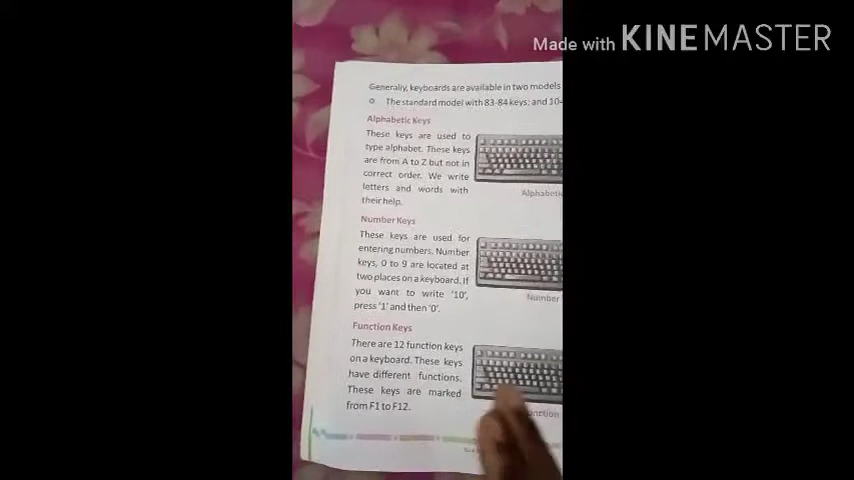 Made with KINEMASTER
Generally, keyboards are available in two models
The standard model with 83-84 keys; and 10
Alphabetic Keys
These keys are used to
type alphabet. These keys
are from A to Z but not in
correct order. We write
letters and words with
their help.
Alphabetic
Number Keys
These keys are used for
entering numbers. Number
keys, 0 to 9 are located at
two places on a keyboard. If
you want to write '10',
press '1' and then '0'.
Number
Function Keys
There are 12 function keys
on a keyboard. These keys
have different functions.
These keys are marked
from F1 to F12.
unction